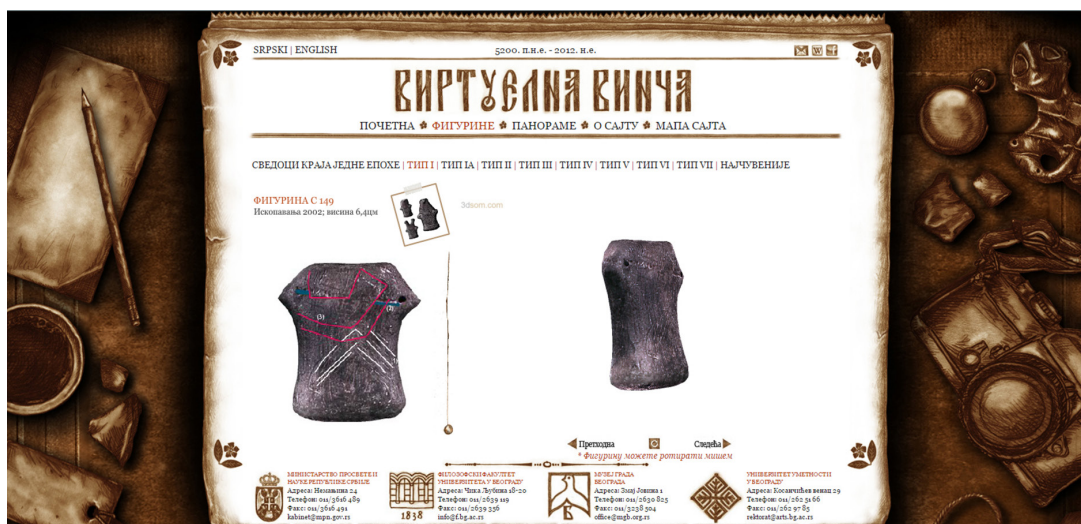 SRPSKI | ENGLISH
5200. п.н.е. - 2012. н.е.
W
f
ВИРТУЕЛНА ВИНЧА
ПОЧЕТНА ФИГУРИНЕ ПАНОРАМЕ О САЈТУ МАПА САЈТА
СВЕДОЦИ КРАЈА ЈЕДНЕ ЕПОХЕ | ТИП I | ТИП IA | ТИП II | ТИП III | ТИП IV | ТИП V | ТИП VI | ТИП VII | НАЈЧУВЕНИЈЕ
ФИГУРИНА С 149
Ископавања 2002; висина 6,4цм
3dsom.com
(2)
(3)
Претходна
Следећа
* Фигурину можете ротирати мишем
МИНИСТАРСТВО ПРОСВЕТЕ И
НАУКЕ РЕПУБЛИКЕ СРБИЈЕ
Адреса: Немањина 24
Телефон: 011/3616 489
Факс: 011/3616 491
kabinet@mpn.gov.rs
1838
ФИЛОЗОФСКИ ФАКУЛТЕТ
УНИВЕРЗИТЕТА У БЕОГРАДУ
Адреса: Чика Љубина 18-20
Телефон: 011/2639 119
Факс: 011/2639 356
info@f.bg.ac.rs
МУЗЕЈ ГРАДА
БЕОГРАДА
Адреса: Змај Јовина 1
Телефон: 011/2630 825
Факс: 011/3238 504
office@mgb.org.rs
УНИВЕРЗИТЕТ УМЕТНОСТИ
У БЕОГРАДУ
Адреса: Косанчићев венац 29
Телефон: 011/262 51 66
Факс: 011/262 97 85
rektorat@arts.bg.ac.rs